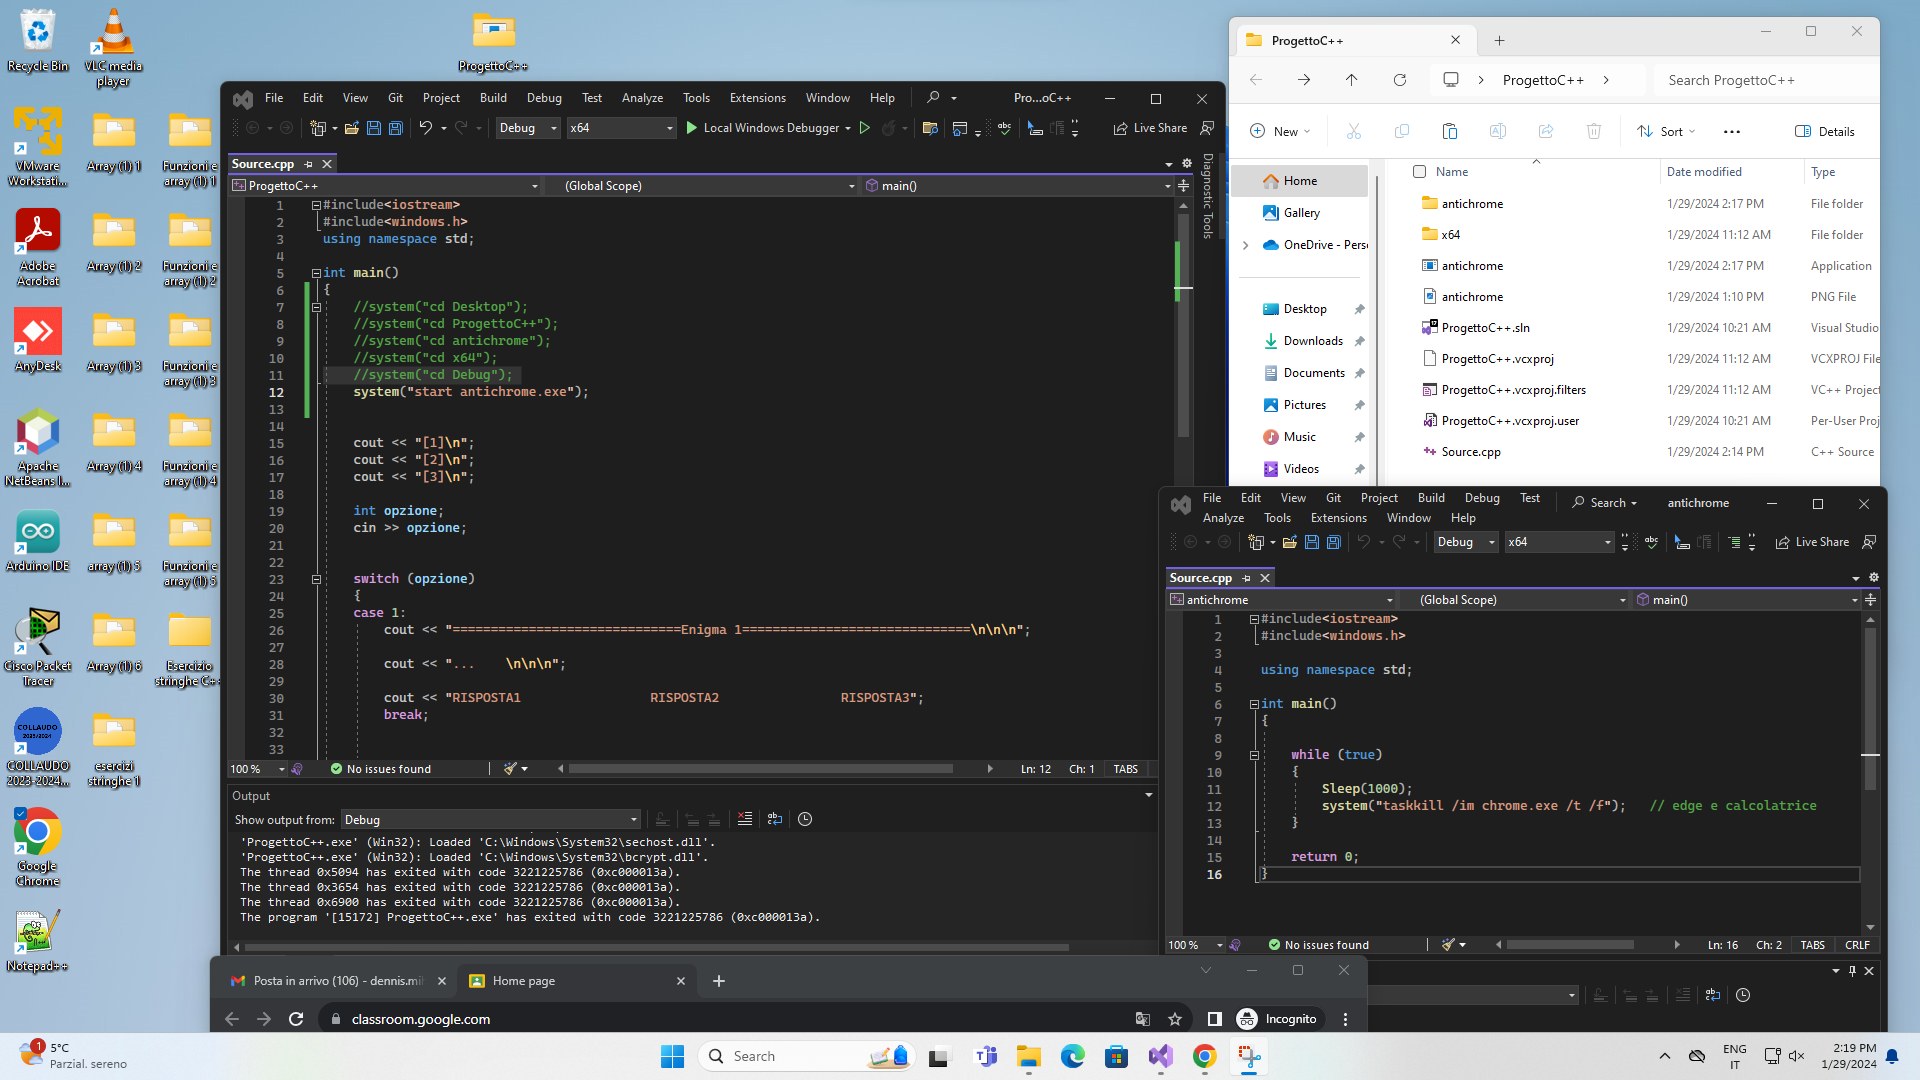 Recycle Bin
VLC media player
ProgettoC++
VMware Workstati...
Array (1) 1
Funzioni e array (1) 1
Adobe Acrobat
Array (1) 2
Funzioni e array (1) 2
AnyDesk
Array (1) 3
Funzioni e array (1) 3
Apache NetBeans I...
Array (1) 4
Funzioni e array (1) 4
Arduino IDE
array (1) 5
Funzioni e array (1) 5
Cisco Packet Tracer
Array (1) 6
Esercizio stringhe C++
COLLAUDO 2023/2024
COLLAUDO 2023-2024...
esercizi stringhe 1
Google Chrome
Notepad++
File Edit View Git Project Build Debug Test Analyze Tools Extensions Window Help Pro...oC++
Debug x64 Local Windows Debugger Live Share
Source.cpp
Diagnostic Tools
ProgettoC++ (Global Scope) main()
1 #include<iostream>
2 #include<windows.h>
3 using namespace std;
4
5 int main()
6 {
7 //system("cd Desktop");
8 //system("cd ProgettoC++");
9 //system("cd antichrome");
10 //system("cd x64");
11 //system("cd Debug");
12 system("start antichrome.exe");
13
14
15 cout << "[1]\n";
16 cout << "[2]\n";
17 cout << "[3]\n";
18
19 int opzione;
20 cin >> opzione;
21
22
23 switch (opzione)
24 {
25 case 1:
26 cout << "==============================Enigma 1==============================\n\n\n";
27
28 cout << "... \n\n\n";
29
30 cout << "RISPOSTA1 RISPOSTA2 RISPOSTA3";
31 break;
32
33
100 % No issues found Ln: 12 Ch: 1 TABS
Output
Show output from: Debug
'ProgettoC++.exe' (Win32): Loaded 'C:\Windows\System32\sechost.dll'.
'ProgettoC++.exe' (Win32): Loaded 'C:\Windows\System32\bcrypt.dll'.
The thread 0x5094 has exited with code 3221225786 (0xc000013a).
The thread 0x3654 has exited with code 3221225786 (0xc000013a).
The thread 0x6900 has exited with code 3221225786 (0xc000013a).
The program '[15172] ProgettoC++.exe' has exited with code 3221225786 (0xc000013a).
ProgettoC++
ProgettoC++ Search ProgettoC++
New Sort Details
Home
Gallery
OneDrive - Perso
Desktop
Downloads
Documents
Pictures
Music
Videos
Name Date modified Type
antichrome 1/29/2024 2:17 PM File folder
x64 1/29/2024 11:12 AM File folder
antichrome 1/29/2024 2:17 PM Application
antichrome 1/29/2024 1:10 PM PNG File
ProgettoC++.sln 1/29/2024 10:21 AM Visual Studio
ProgettoC++.vcxproj 1/29/2024 11:12 AM VCXPROJ File
ProgettoC++.vcxproj.filters 1/29/2024 11:12 AM VC++ Project
ProgettoC++.vcxproj.user 1/29/2024 10:21 AM Per-User Proj
Source.cpp 1/29/2024 2:14 PM C++ Source
File Edit View Git Project Build Debug Test Search antichrome
Analyze Tools Extensions Window Help
Debug x64 Live Share
Source.cpp
antichrome (Global Scope) main()
1 #include<iostream>
2 #include<windows.h>
3
4 using namespace std;
5
6 int main()
7 {
8
9 while (true)
10 {
11 Sleep(1000);
12 system("taskkill /im chrome.exe /t /f"); // edge e calcolatrice
13 }
14
15 return 0;
16 }
100 % No issues found Ln: 16 Ch: 2 TABS CRLF
Posta in arrivo (106) - dennis.mih
Home page
classroom.google.com
Incognito
1
5°C
Parzial. sereno
Search
ENG
IT
2:19 PM
1/29/2024